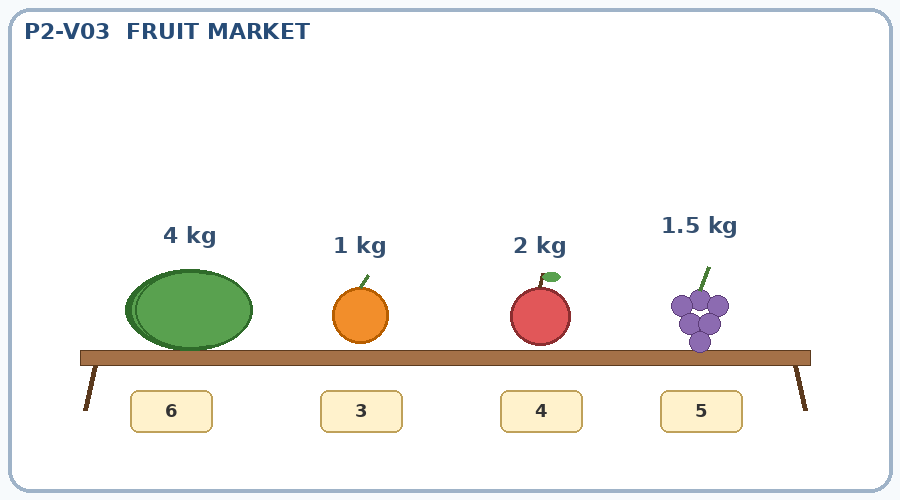 P2-V03  FRUIT MARKET
4 kg
1 kg
2 kg
1.5 kg
6
3
4
5